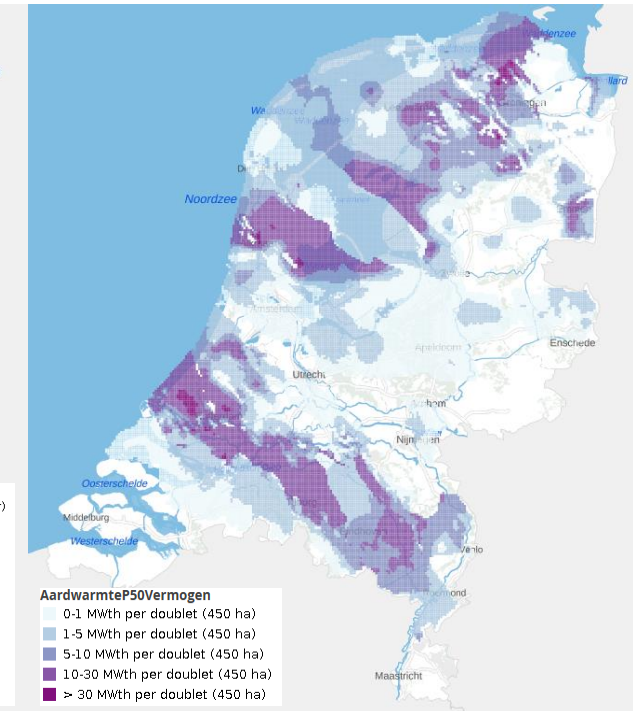 Noordzee
Enschede
Utrecht
Nijmegen
Oosterschelde
Middelburg
Westerschelde
Venlo
Maastricht
AardwarmteP50Vermogen
0-1 MWth per doublet (450 ha)
1-5 MWth per doublet (450 ha)
5-10 MWth per doublet (450 ha)
10-30 MWth per doublet (450 ha)
> 30 MWth per doublet (450 ha)